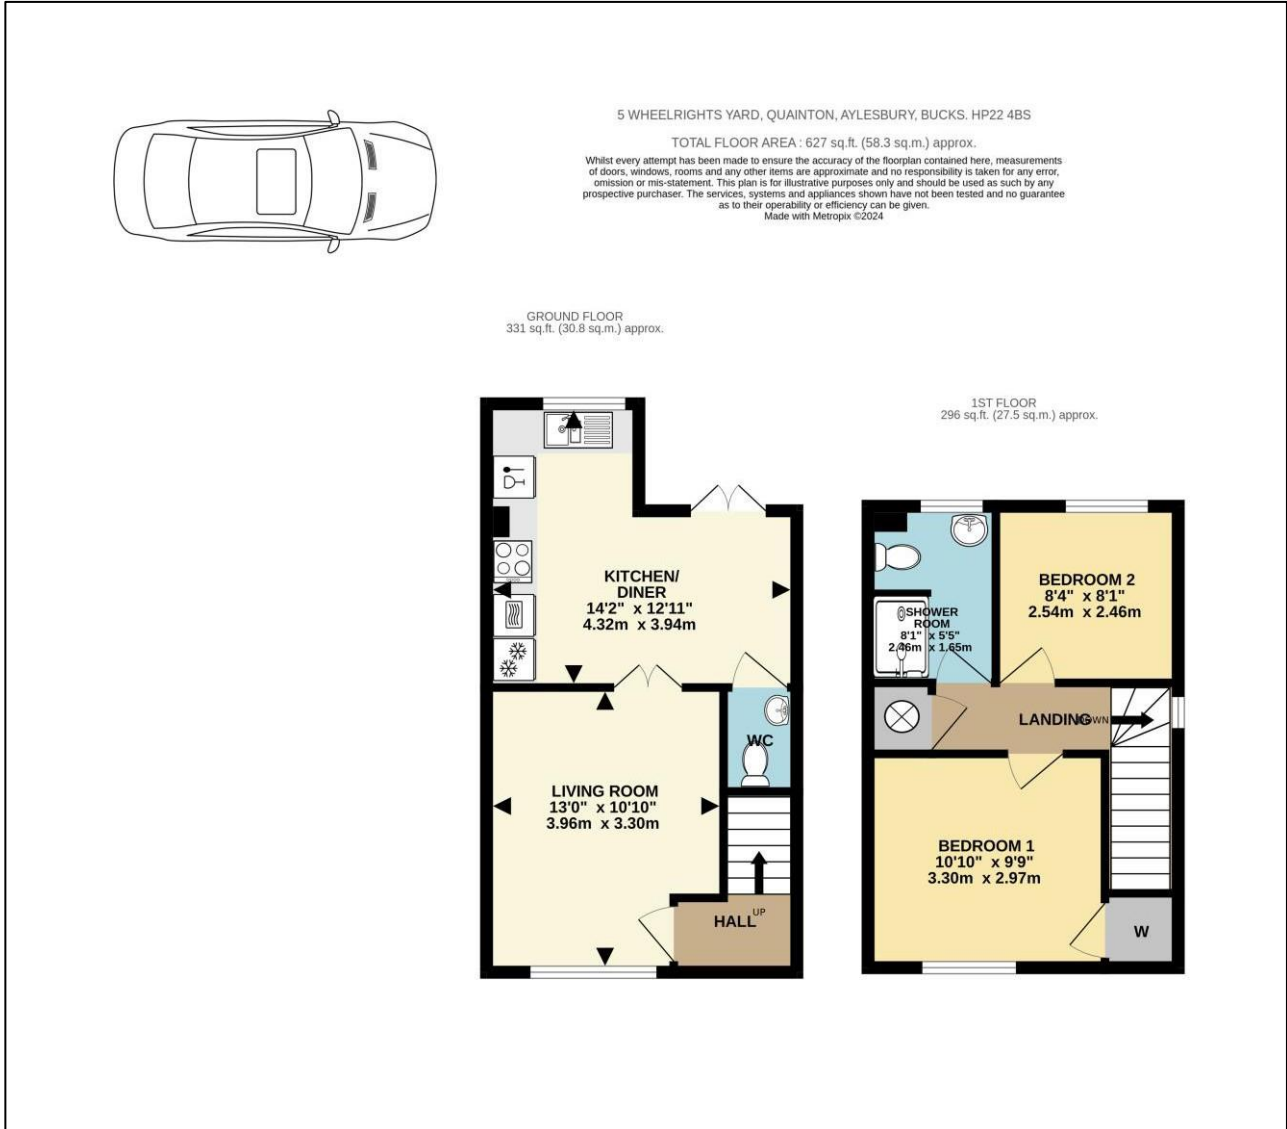 5 WHEELRIGHTS YARD, QUAINTON, AYLESBURY, BUCKS. HP22 4BS
TOTAL FLOOR AREA : 627 sq.ft. (58.3 sq.m.) approx.
Whilst every attempt has been made to ensure the accuracy of the floorplan contained here, measurements
of doors, windows, rooms and any other items are approximate and no responsibility is taken for any error,
omission or mis-statement. This plan is for illustrative purposes only and should be used as such by any
prospective purchaser. The services, systems and appliances shown have not been tested and no guarantee
as to their operability or efficiency can be given.
Made with Metropix ©2024
GROUND FLOOR
331 sq.ft. (30.8 sq.m.) approx.
KITCHEN/
DINER
14'2" x 12'11"
4.32m x 3.94m
WC
LIVING ROOM
13'0" x 10'10"
3.96m x 3.30m
UP
HALL
1ST FLOOR
296 sq.ft. (27.5 sq.m.) approx.
BEDROOM 2
8'4" x 8'1"
2.54m x 2.46m
SHOWER
ROOM
8'1" x 5'5"
2.46m x 1.65m
LANDING
DOWN
BEDROOM 1
10'10" x 9'9"
3.30m x 2.97m
W